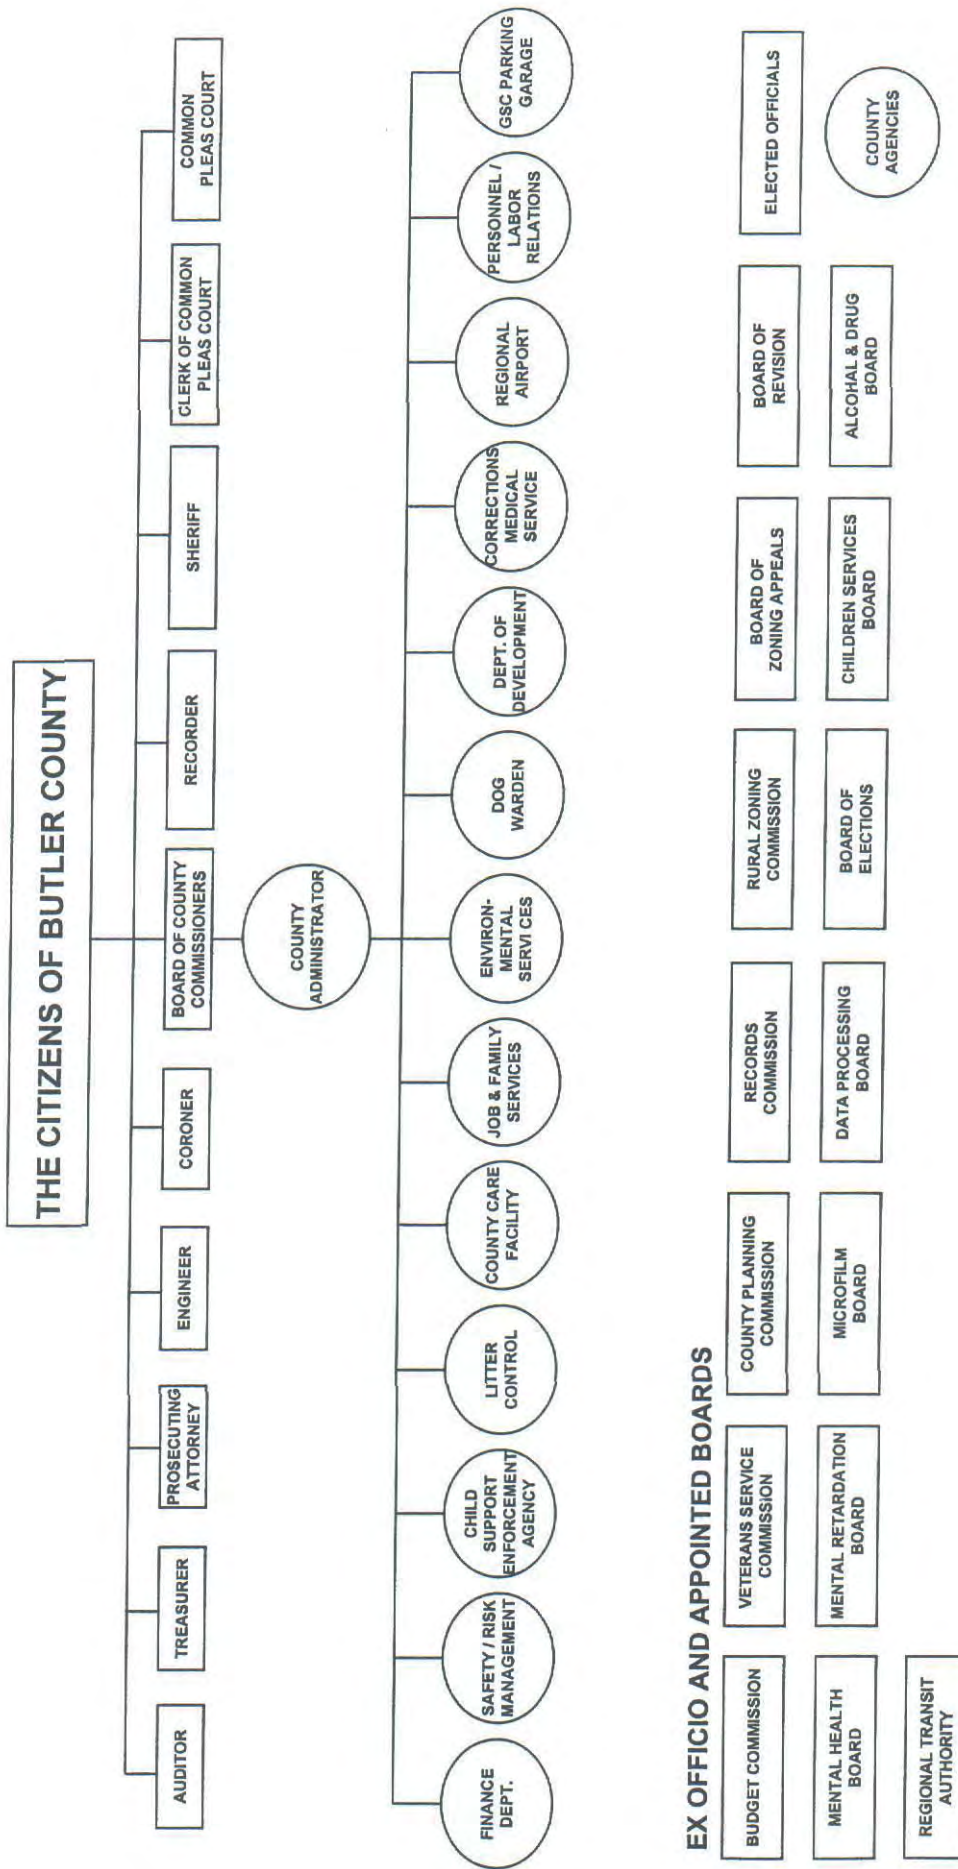 THE CITIZENS OF BUTLER COUNTY
AUDITOR
TREASURER
PROSECUTING
ATTORNEY
ENGINEER
CORONER
BOARD OF COUNTY
COMMISSIONERS
RECORDER
SHERIFF
CLERK OF COMMON
PLEAS COURT
COMMON
PLEAS COURT
COUNTY
ADMINISTRATOR
FINANCE
DEPT.
SAFETY / RISK
MANAGEMENT
CHILD
SUPPORT
ENFORCEMENT
AGENCY
LITTER
CONTROL
COUNTY CARE
FACILITY
JOB & FAMILY
SERVICES
ENVIRON-
MENTAL
SERVICES
DOG
WARDEN
DEPT. OF
DEVELOPMENT
CORRECTIONS
MEDICAL
SERVICE
REGIONAL
AIRPORT
PERSONNEL /
LABOR
RELATIONS
GSC PARKING
GARAGE
EX OFFICIO AND APPOINTED BOARDS
BUDGET COMMISSION
VETERANS SERVICE
COMMISSION
COUNTY PLANNING
COMMISSION
RECORDS
COMMISSION
RURAL ZONING
COMMISSION
BOARD OF
ZONING APPEALS
BOARD OF
REVISION
ELECTED OFFICIALS
MENTAL HEALTH
BOARD
MENTAL RETARDATION
BOARD
MICROFILM
BOARD
DATA PROCESSING
BOARD
BOARD OF
ELECTIONS
CHILDREN SERVICES
BOARD
ALCOHAL & DRUG
BOARD
COUNTY
AGENCIES
REGIONAL TRANSIT
AUTHORITY